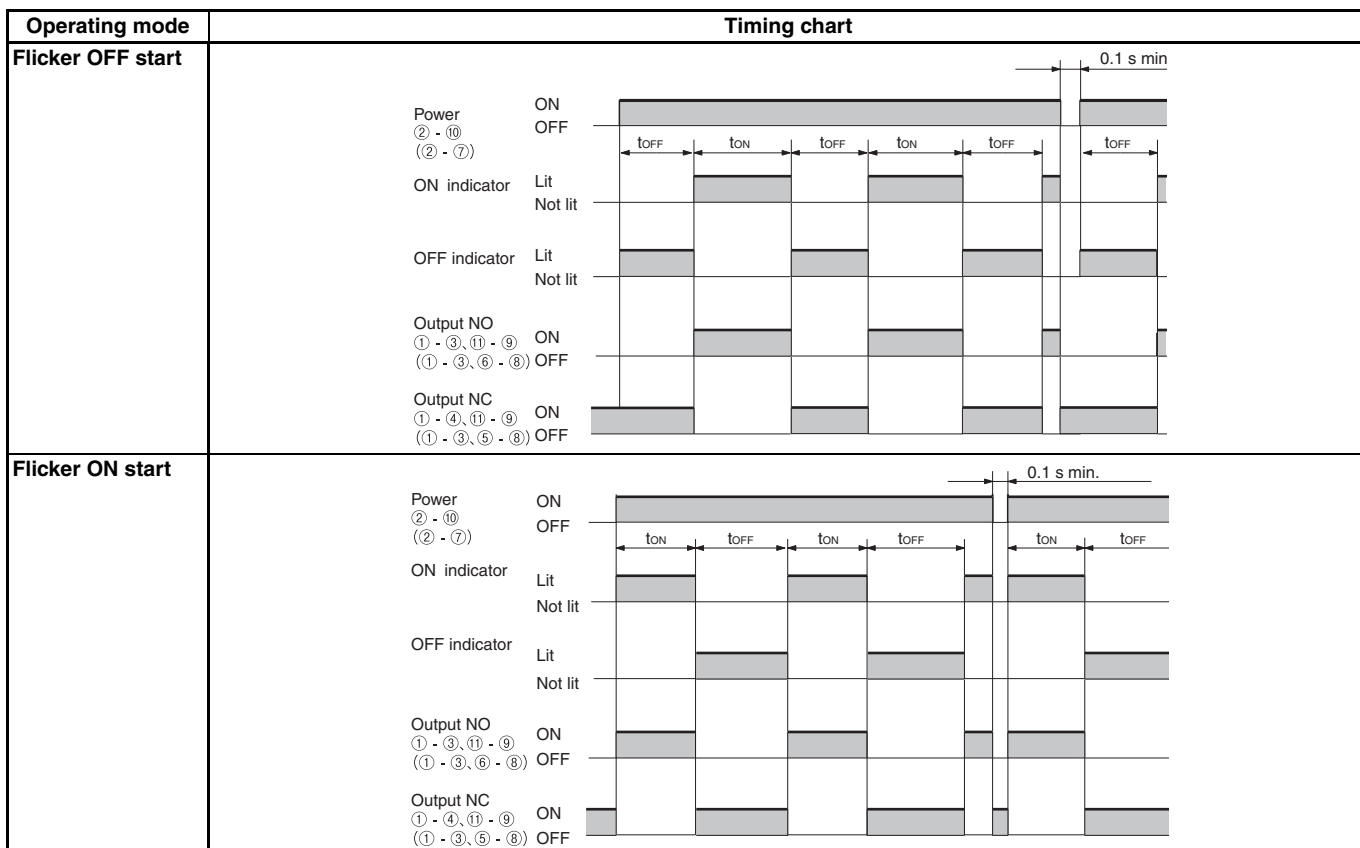 Operating mode Timing chart
Flicker OFF start
0.1 s min
Power
② - ⑩
(② - ⑦)
ON
OFF
tOFF tON tOFF tON tOFF tOFF
ON indicator
Lit
Not lit
OFF indicator
Lit
Not lit
Output NO
① - ③、⑪ - ⑨
(① - ③、⑥ - ⑧)
ON
OFF
Output NC
① - ④、⑪ - ⑨
(① - ③、⑤ - ⑧)
ON
OFF
Flicker ON start
0.1 s min.
Power
② - ⑩
(② - ⑦)
ON
OFF
tON tOFF tON tOFF tON tOFF
ON indicator
Lit
Not lit
OFF indicator
Lit
Not lit
Output NO
① - ③、⑪ - ⑨
(① - ③、⑥ - ⑧)
ON
OFF
Output NC
① - ④、⑪ - ⑨
(① - ③、⑤ - ⑧)
ON
OFF